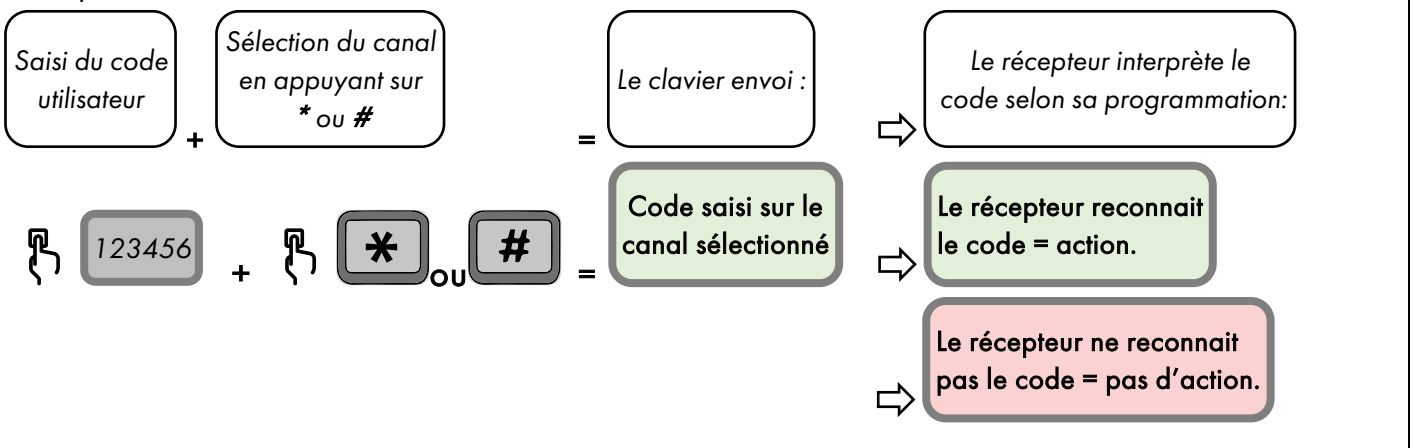 Saisi du code
utilisateur
+
Sélection du canal
en appuyant sur
* ou #
=
Le clavier envoi :
Le récepteur interprète le
code selon sa programmation:
123456
+
*
ou
#
=
Code saisi sur le
canal sélectionné
Le récepteur reconnait
le code = action.
Le récepteur ne reconnait
pas le code = pas d’action.